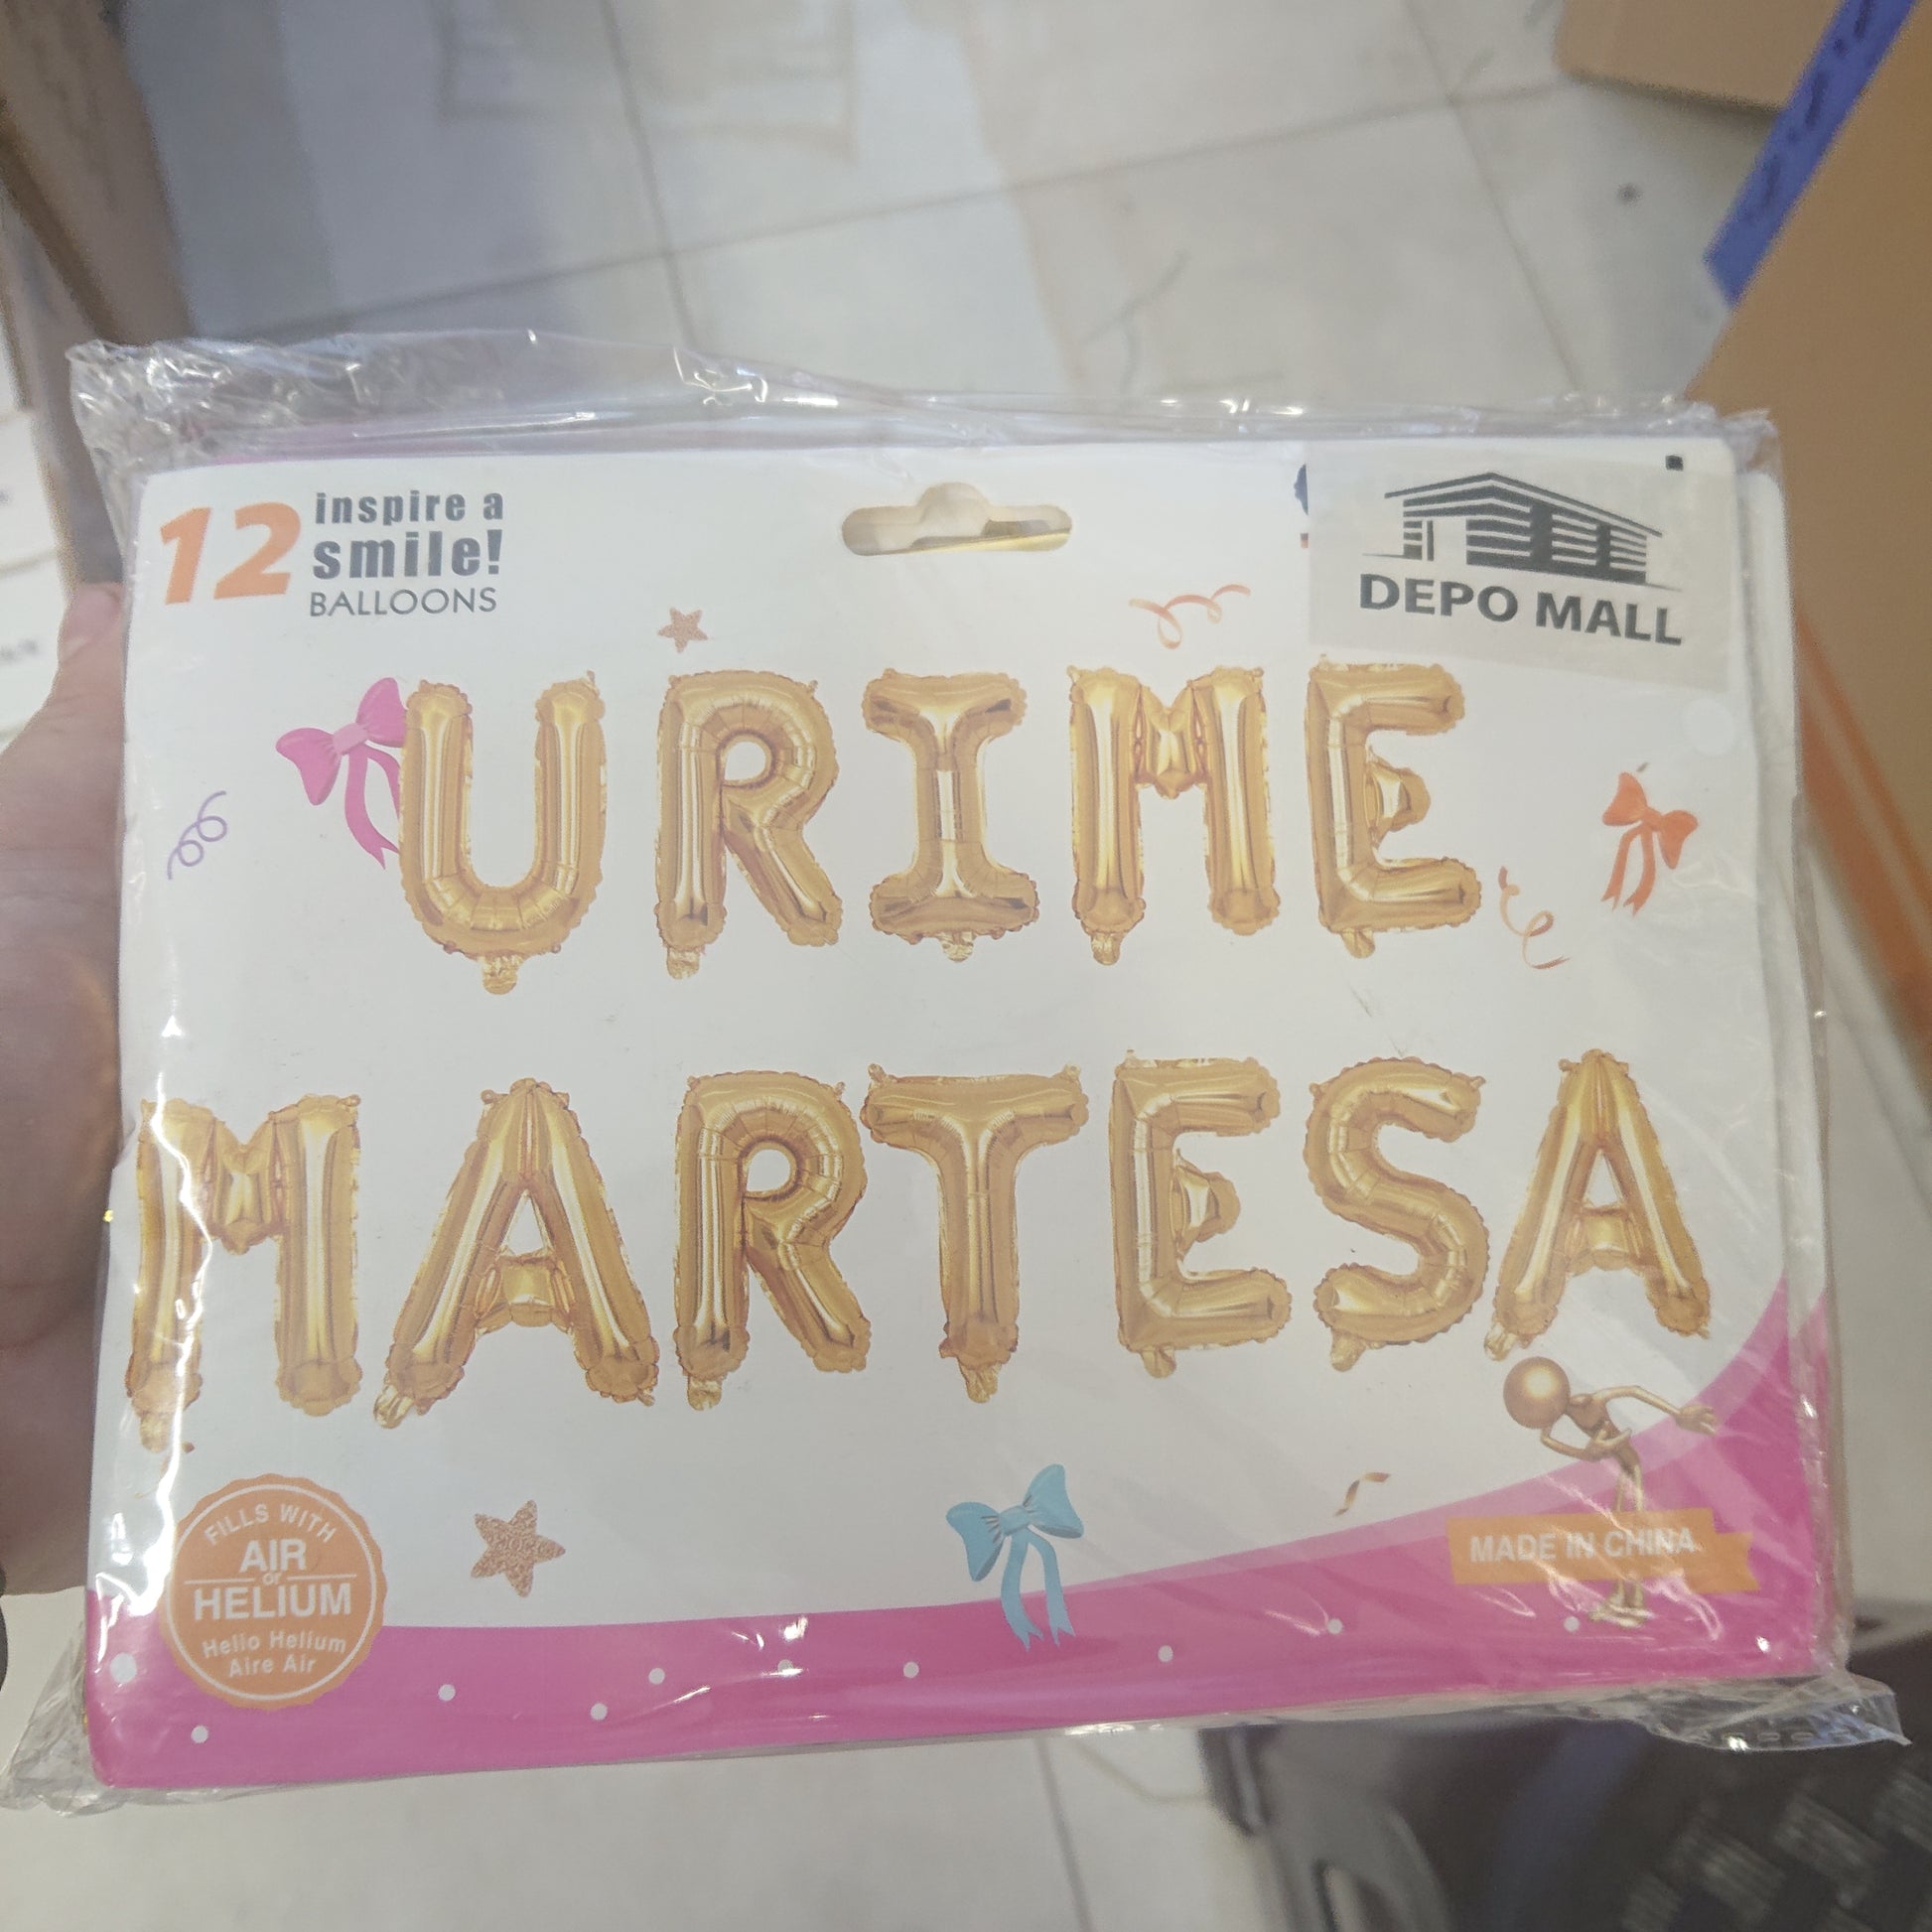 12 inspire a
smile!
BALLOONS
DEPO MALL
URIME
MARTESA
FILLS WITH
AIR
or
HELIUM
Helio Helium
Aire Air
MADE IN CHINA